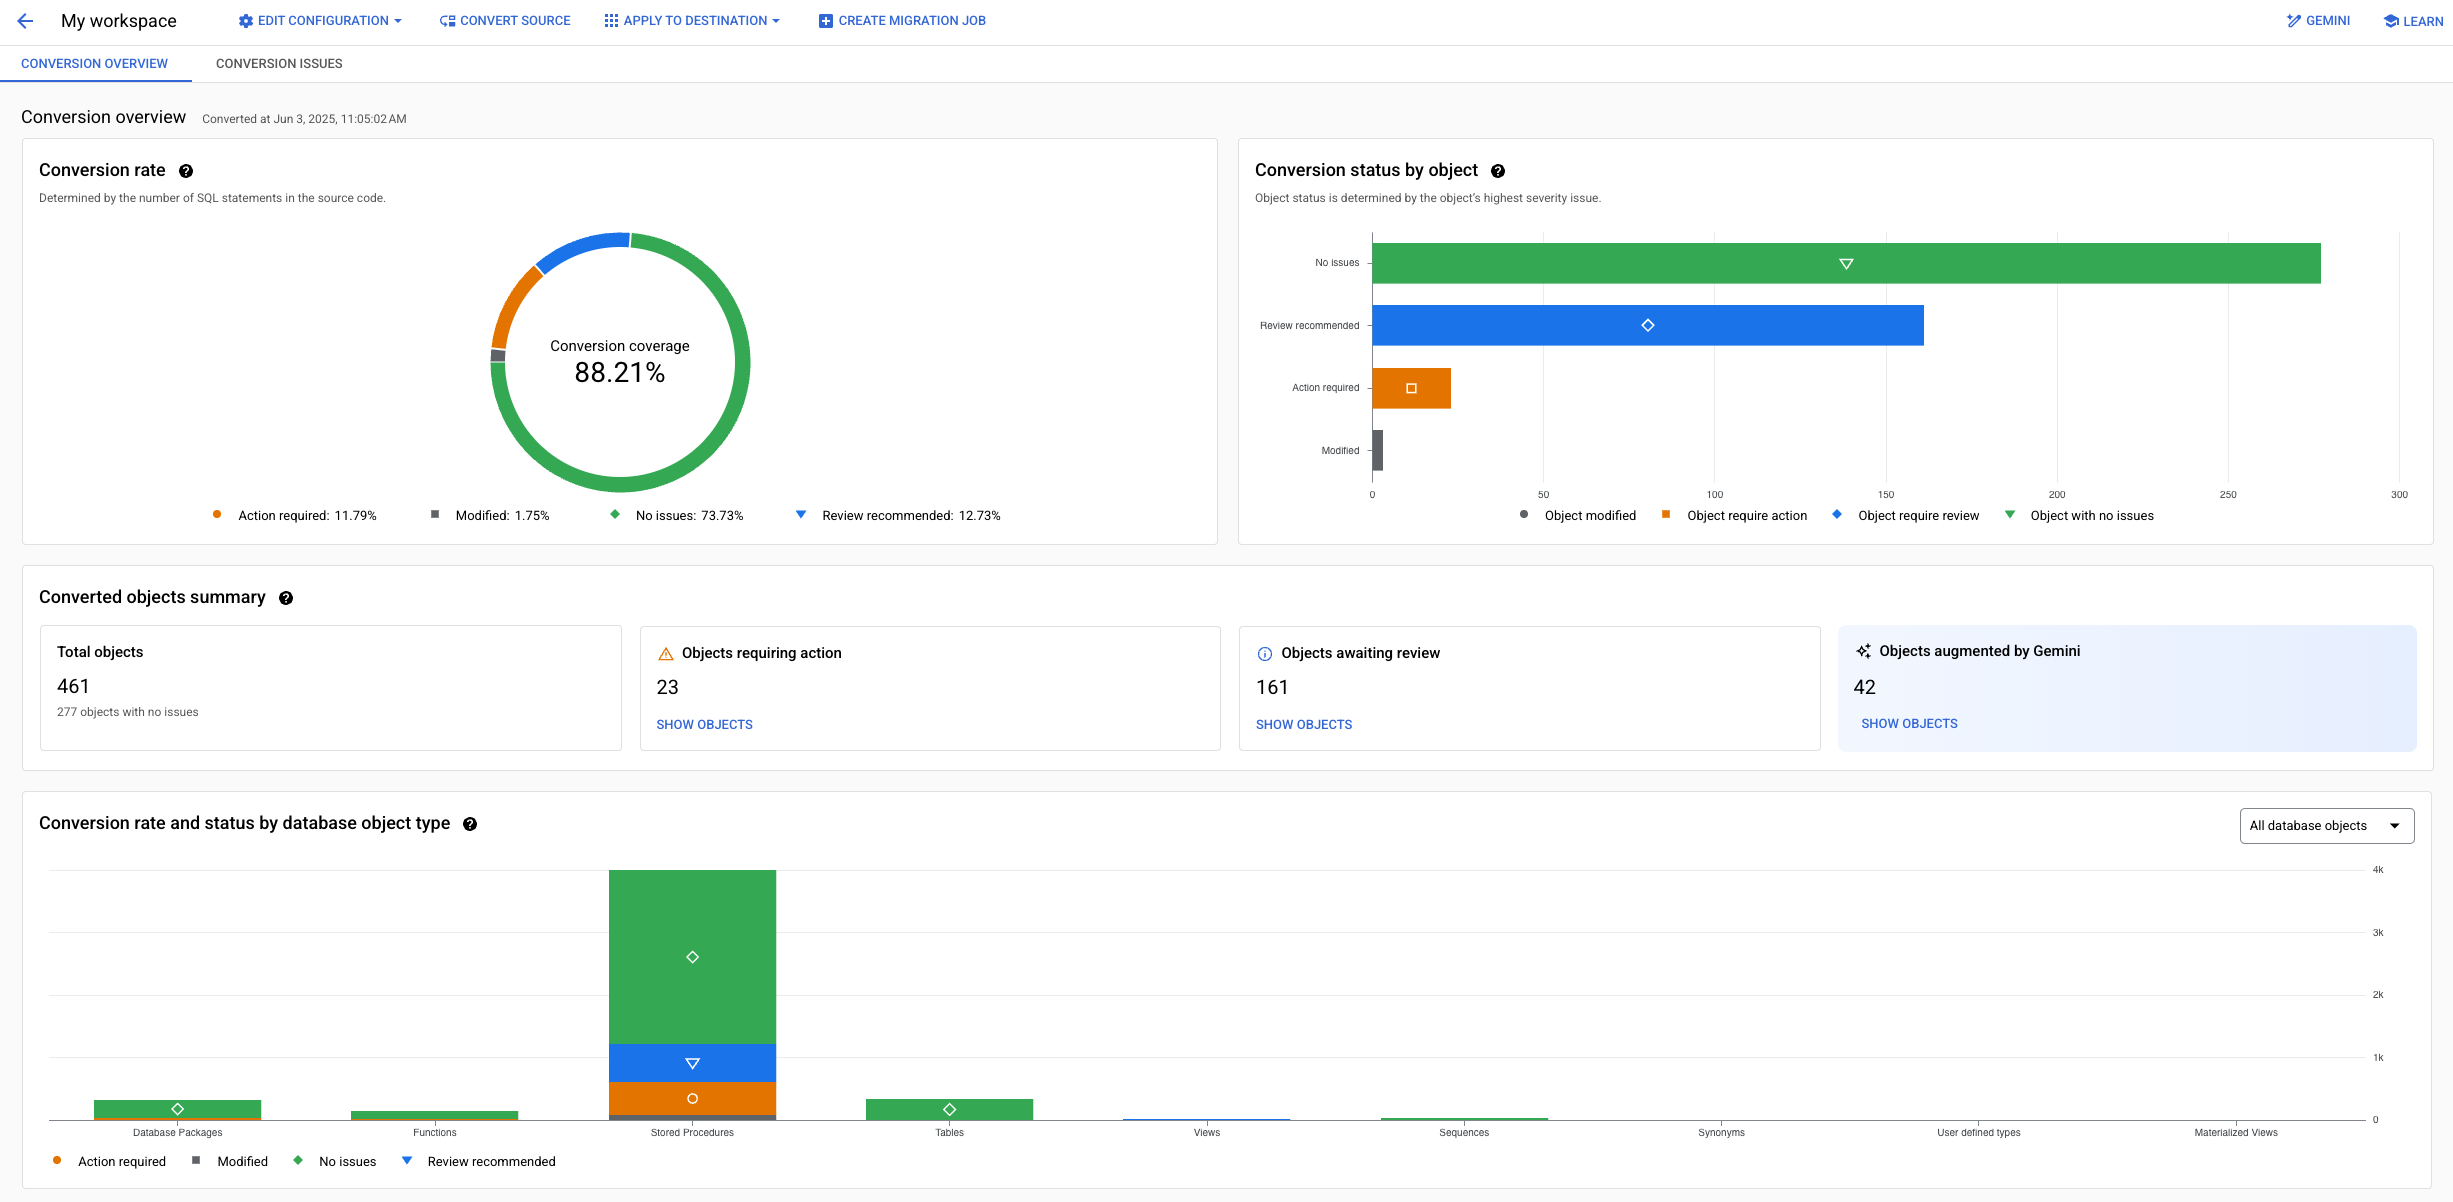 My workspace
EDIT CONFIGURATION
CONVERT SOURCE
APPLY TO DESTINATION
CREATE MIGRATION JOB
GEMINI
LEARN
CONVERSION OVERVIEW
CONVERSION ISSUES
Conversion overview
Converted at Jun 3, 2025, 11:05:02 AM
Conversion rate
Determined by the number of SQL statements in the source code.
Conversion coverage
88.21%
Action required: 11.79%
Modified: 1.75%
No issues: 73.73%
Review recommended: 12.73%
Conversion status by object
Object status is determined by the object's highest severity issue.
No issues
Review recommended
Action required
Modified
0
50
100
150
200
250
300
Object modified
Object require action
Object require review
Object with no issues
Converted objects summary
Total objects
461
277 objects with no issues
Objects requiring action
23
SHOW OBJECTS
Objects awaiting review
161
SHOW OBJECTS
Objects augmented by Gemini
42
SHOW OBJECTS
Conversion rate and status by database object type
All database objects
4k
3k
2k
1k
0
Database Packages
Functions
Stored Procedures
Tables
Views
Sequences
Synonyms
User defined types
Materialized Views
Action required
Modified
No issues
Review recommended